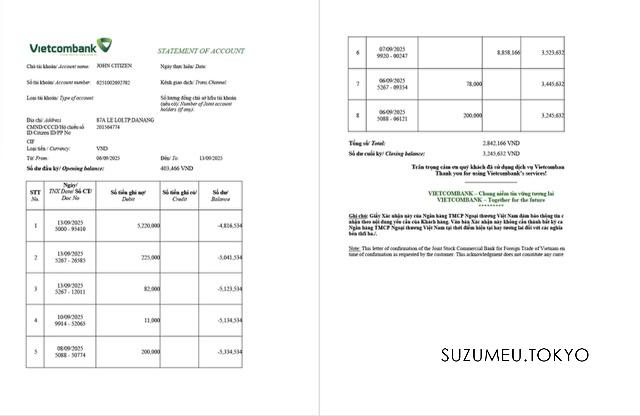 Vietcombank
STATEMENT OF ACCOUNT
Chủ tài khoản/ Account name: JOHN CITIZEN
Ngày thực hiện/ Date:
Số tài khoản/ Account number: 0251002692702
Kênh giao dịch/ Trans.Channel:
Loại tài khoản/ Type of account:
Số lượng đồng chủ sở hữu tài khoản
(nếu có)/ Number of Joint account
holders (if any):
Địa chỉ/ Address 87A LE LOI,TP.DANANG
CMND/CCCD/Hộ chiếu số 201564774
ID/Citizen ID/PP No
CIF
Loại tiền / Currency: VND
Từ/ From: 06/09/2025 Đến/ To: 13/09/2025
Số dư đầu kỳ/ Opening balance: 403,466 VND
STT No. Ngày/ TNX Date/ Số CT/ Doc No Số tiền ghi nợ/ Debit Số tiền ghi có/ Credit Số dư/ Balance
1 13/09/2025 5000 - 95410 5,220,000 -4,816,534
2 13/09/2025 5267 - 26585 225,000 -5,041,534
3 13/09/2025 5267 - 12011 82,000 -5,123,534
4 10/09/2025 9914 - 52065 11,000 -5,134,534
5 08/09/2025 5088 - 50774 200,000 -5,334,534
6 07/09/2025 9920 - 00247 8,858,166 3,523,632
7 06/09/2025 5267 - 09354 78,000 3,445,632
8 06/09/2025 5088 - 06121 200,000 3,245,632
Tổng số/ Total: 2,842,166 VND
Số dư cuối kỳ/ Closing balance: 3,245,632 VND
Trân trọng cảm ơn quý khách đã sử dụng dịch vụ Vietcomban
Thank you for using Vietcombank's services!
VIETCOMBANK – Chung niềm tin vững tương lai
VIETCOMBANK – Together for the future
*********
Ghi chú: Giấy Xác nhận này của Ngân hàng TMCP Ngoại thương Việt Nam đảm bảo thông tin c
nhận theo nội dung yêu cầu của Khách hàng. Văn bản Xác nhận này không cấu thành bất kỳ ca
Ngân hàng TMCP Ngoại thương Việt Nam tại thời điểm hiện tại hay tương lai đối với các nghĩa
bên thứ ba./.
Note: This letter of confirmation of the Joint Stock Commercial Bank for Foreign Trade of Vietnam en
time of confirmation as requested by the customer. This acknowledgment does not constitute any curre
SUZUMEU.TOKYO